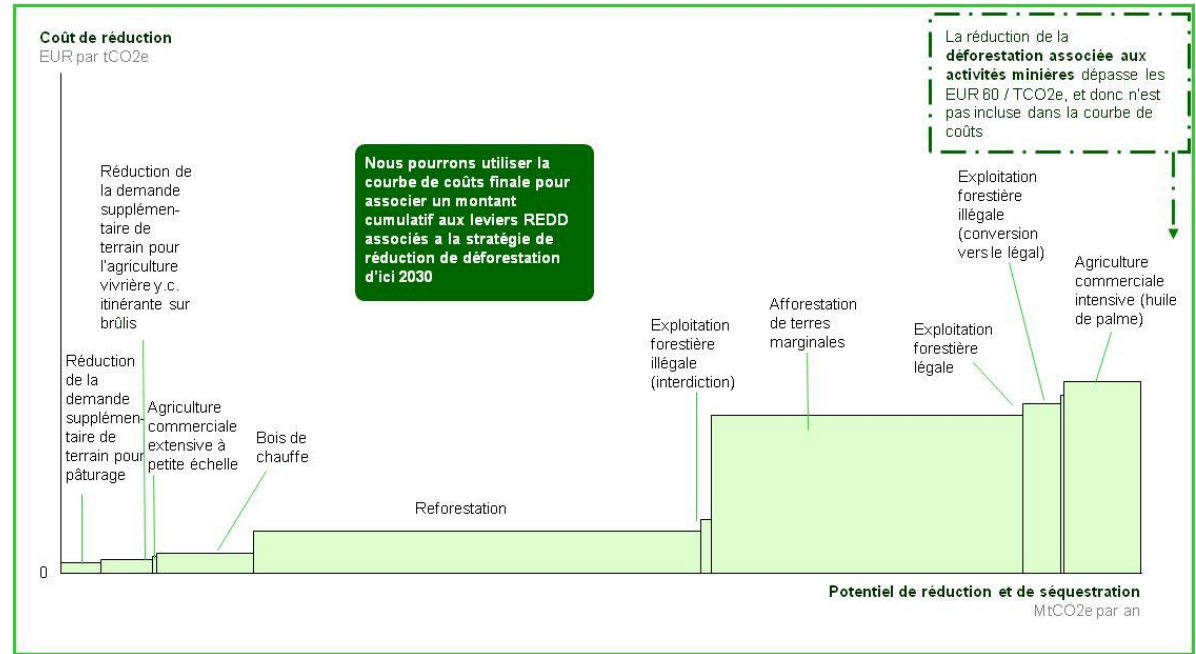 Coût de réduction
EUR par tCO2e
La réduction de la
déforestation associée aux
activités minières dépasse les
EUR 60 / TCO2e, et donc n'est
pas incluse dans la courbe de
coûts
Nous pourrons utiliser la
courbe de coûts finale pour
associer un montant
cumulatif aux leviers REDD
associés a la stratégie de
réduction de déforestation
d'ici 2030
Réduction de
la demande
supplémen-
taire de
terrain pour
l'agriculture
vivrière y.c.
itinérante sur
brûlis
Réduction
de la
demande
supplémen-
taire de
terrain pour
pâturage
Agriculture
commerciale
extensive à
petite échelle
Bois de
chauffe
Reforestation
Exploitation
forestière
illégale
(interdiction)
Afforestation
de terres
marginales
Exploitation
forestière
légale
Exploitation
forestière
illégale
(conversion
vers le légal)
Agriculture
commerciale
intensive (huile
de palme)
0
Potentiel de réduction et de séquestration
MtCO2e par an